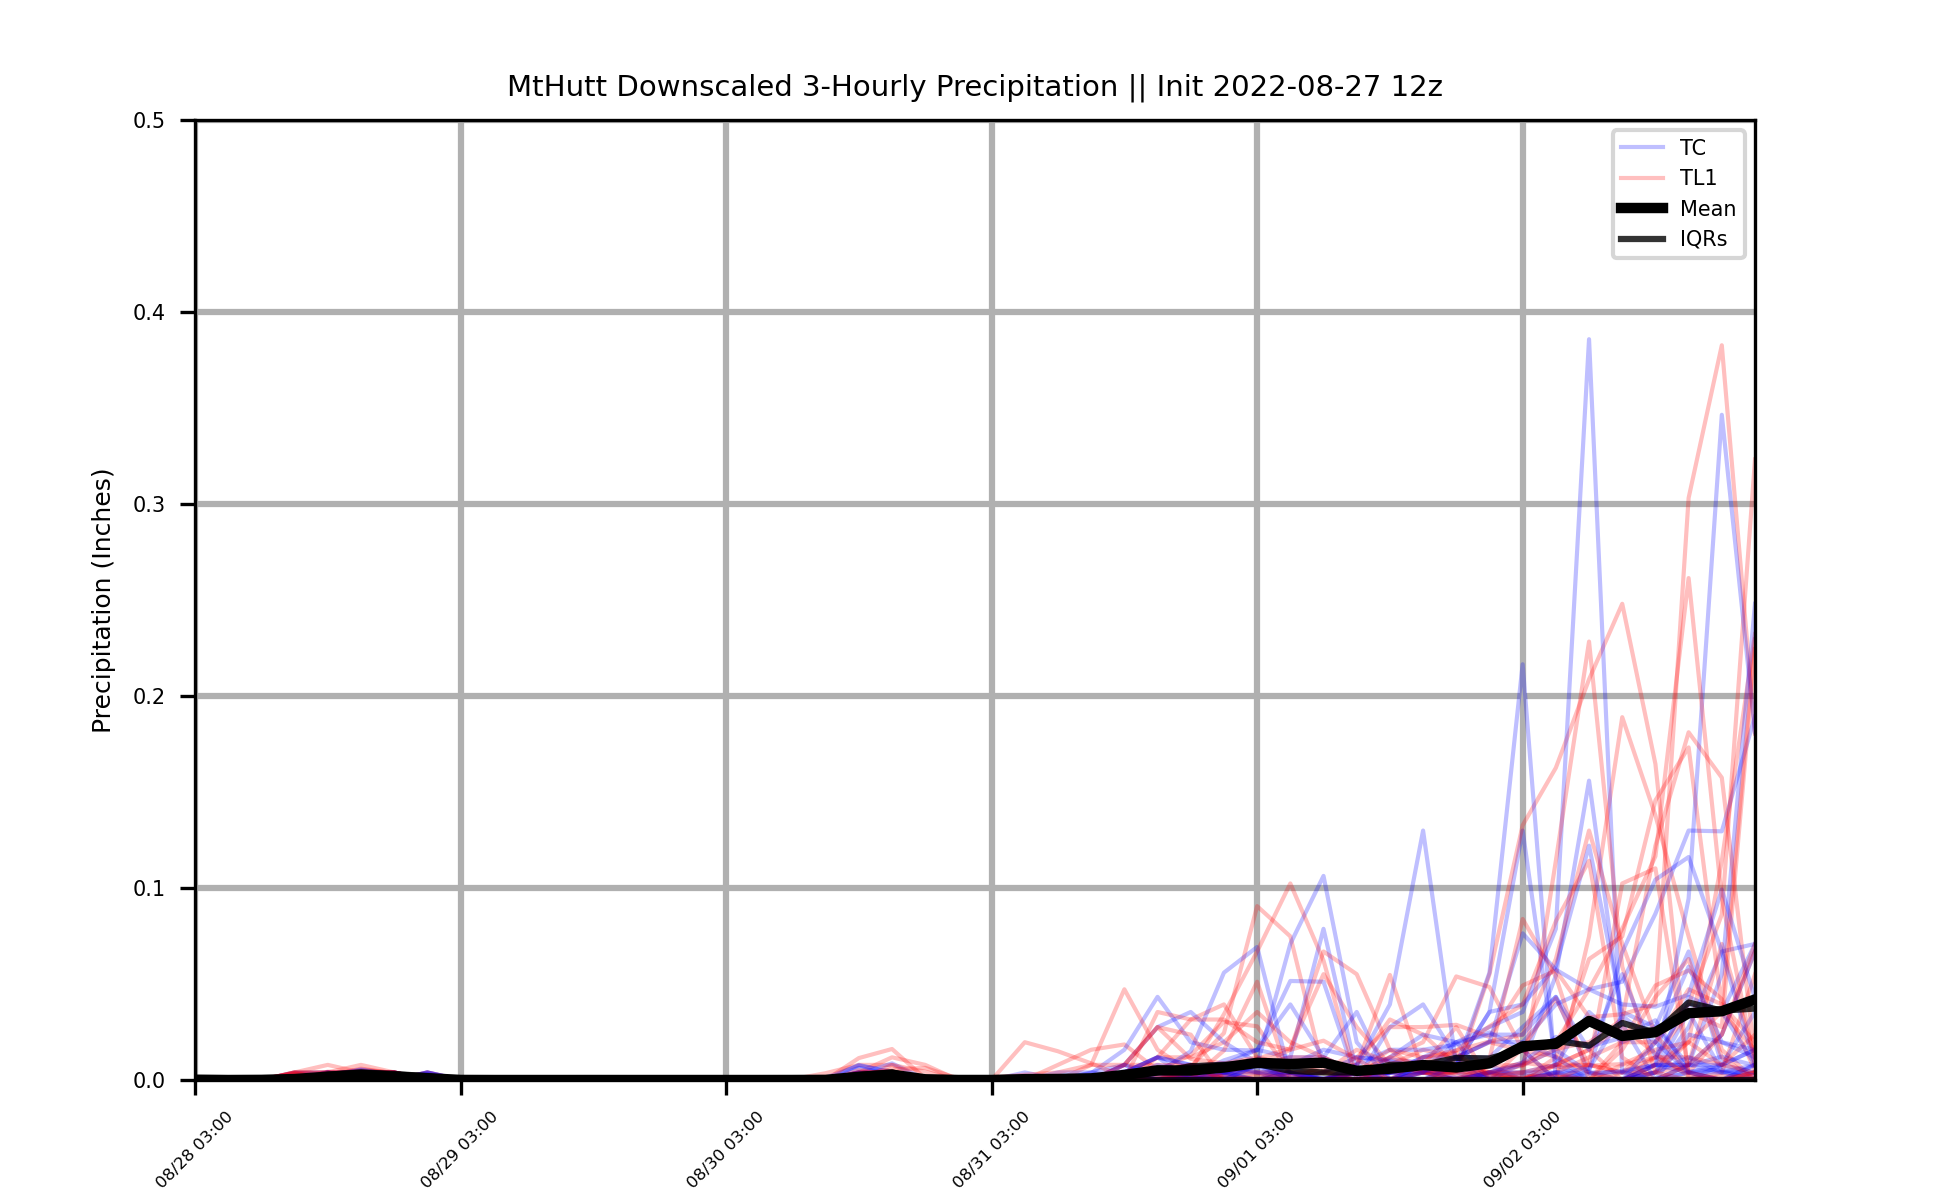 MtHutt Downscaled 3-Hourly Precipitation || Init 2022-08-27 12z
TC
TL1
Mean
IQRs
Precipitation (Inches)
0.5
0.4
0.3
0.2
0.1
0.0
08/28 03:00
08/29 03:00
08/30 03:00
08/31 03:00
09/01 03:00
09/02 03:00